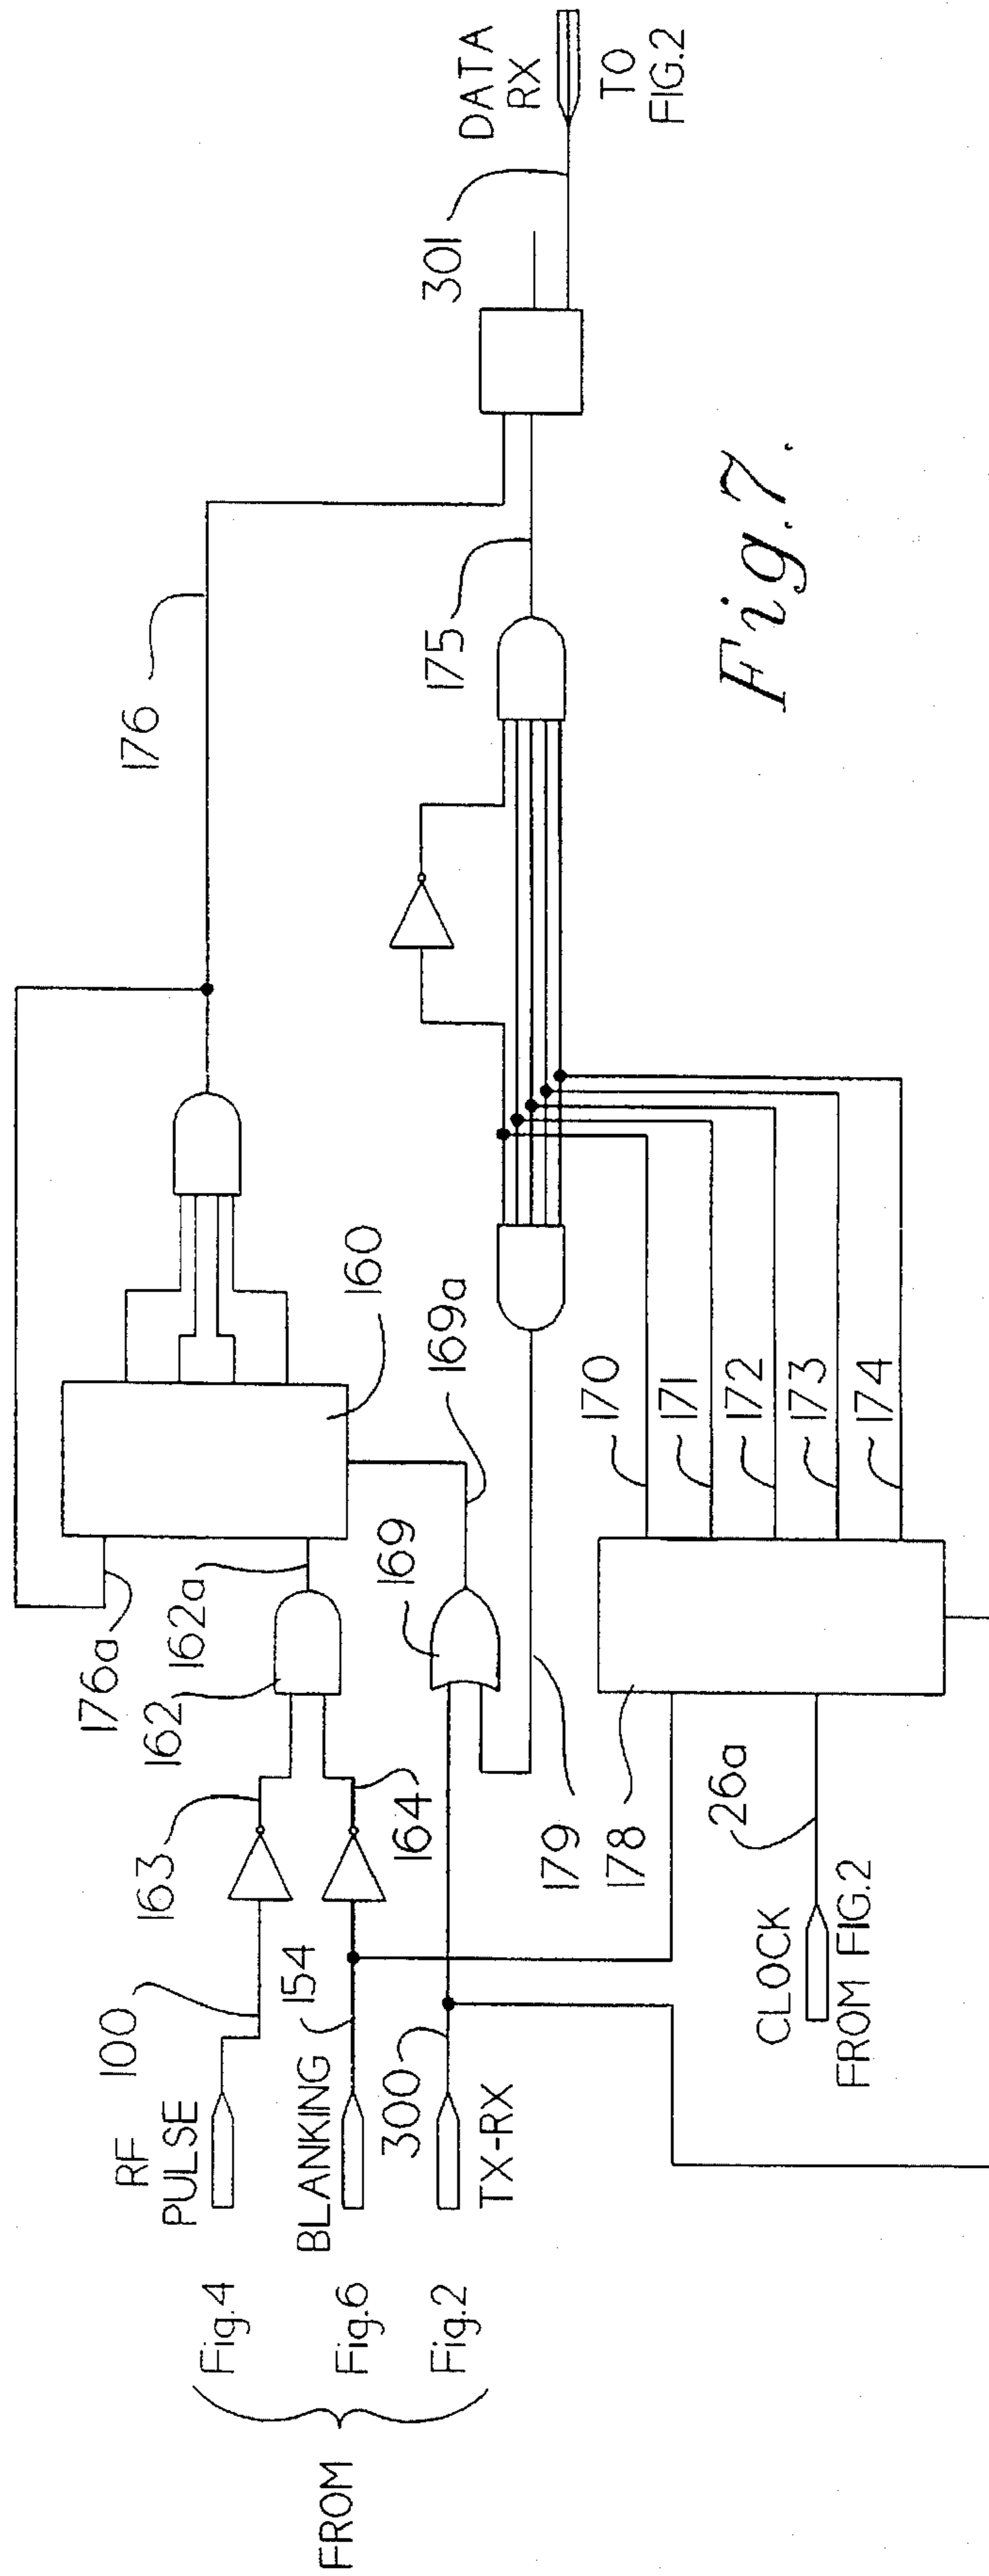 FROM
Fig.4
Fig.6
Fig.2
RF
PULSE
BLANKING
TX-RX
100
154
300
163
164
162
162a
176a
169
169a
160
176
179
178
CLOCK
FROM FIG.2
26a
170
171
172
173
174
175
301
DATA
RX
TO
FIG.2
Fig.7.